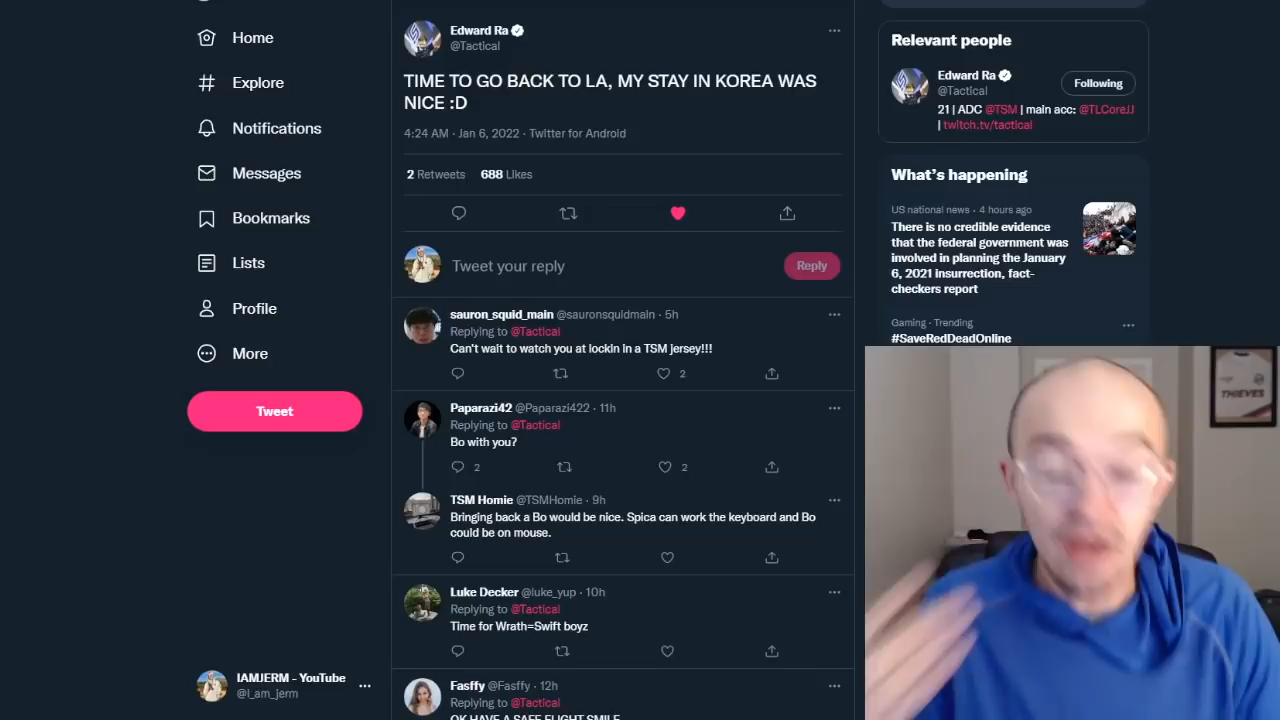 Home
Explore
Notifications
Messages
Bookmarks
Lists
Profile
More
Tweet
IAMJERM - YouTube
@I_am_jerm
Edward Ra
@Tactical
TIME TO GO BACK TO LA, MY STAY IN KOREA WAS
NICE :D
4:24 AM · Jan 6, 2022 · Twitter for Android
2 Retweets 688 Likes
Tweet your reply
Reply
sauron_squid_main @sauronsquidmain · 5h
Replying to @Tactical
Can't wait to watch you at lockin in a TSM jersey!!!
2
Paparazi42 @Paparazi422 · 11h
Replying to @Tactical
Bo with you?
2 2
TSM Homie @TSMHomie · 9h
Bringing back a Bo would be nice. Spica can work the keyboard and Bo
could be on mouse.
Luke Decker @luke_yup · 10h
Replying to @Tactical
Time for Wrath=Swift boyz
Fasffy @Fasffy · 12h
Replying to @Tactical
OK HAVE A SAFE FLIGHT SMILE
Relevant people
Edward Ra
@Tactical
Following
21 | ADC @TSM | main acc: @TLCoreJJ
| twitch.tv/tactical
What's happening
US national news · 4 hours ago
There is no credible evidence
that the federal government was
involved in planning the January
6, 2021 insurrection, fact-
checkers report
Gaming · Trending
#SaveRedDeadOnline
THIEVES